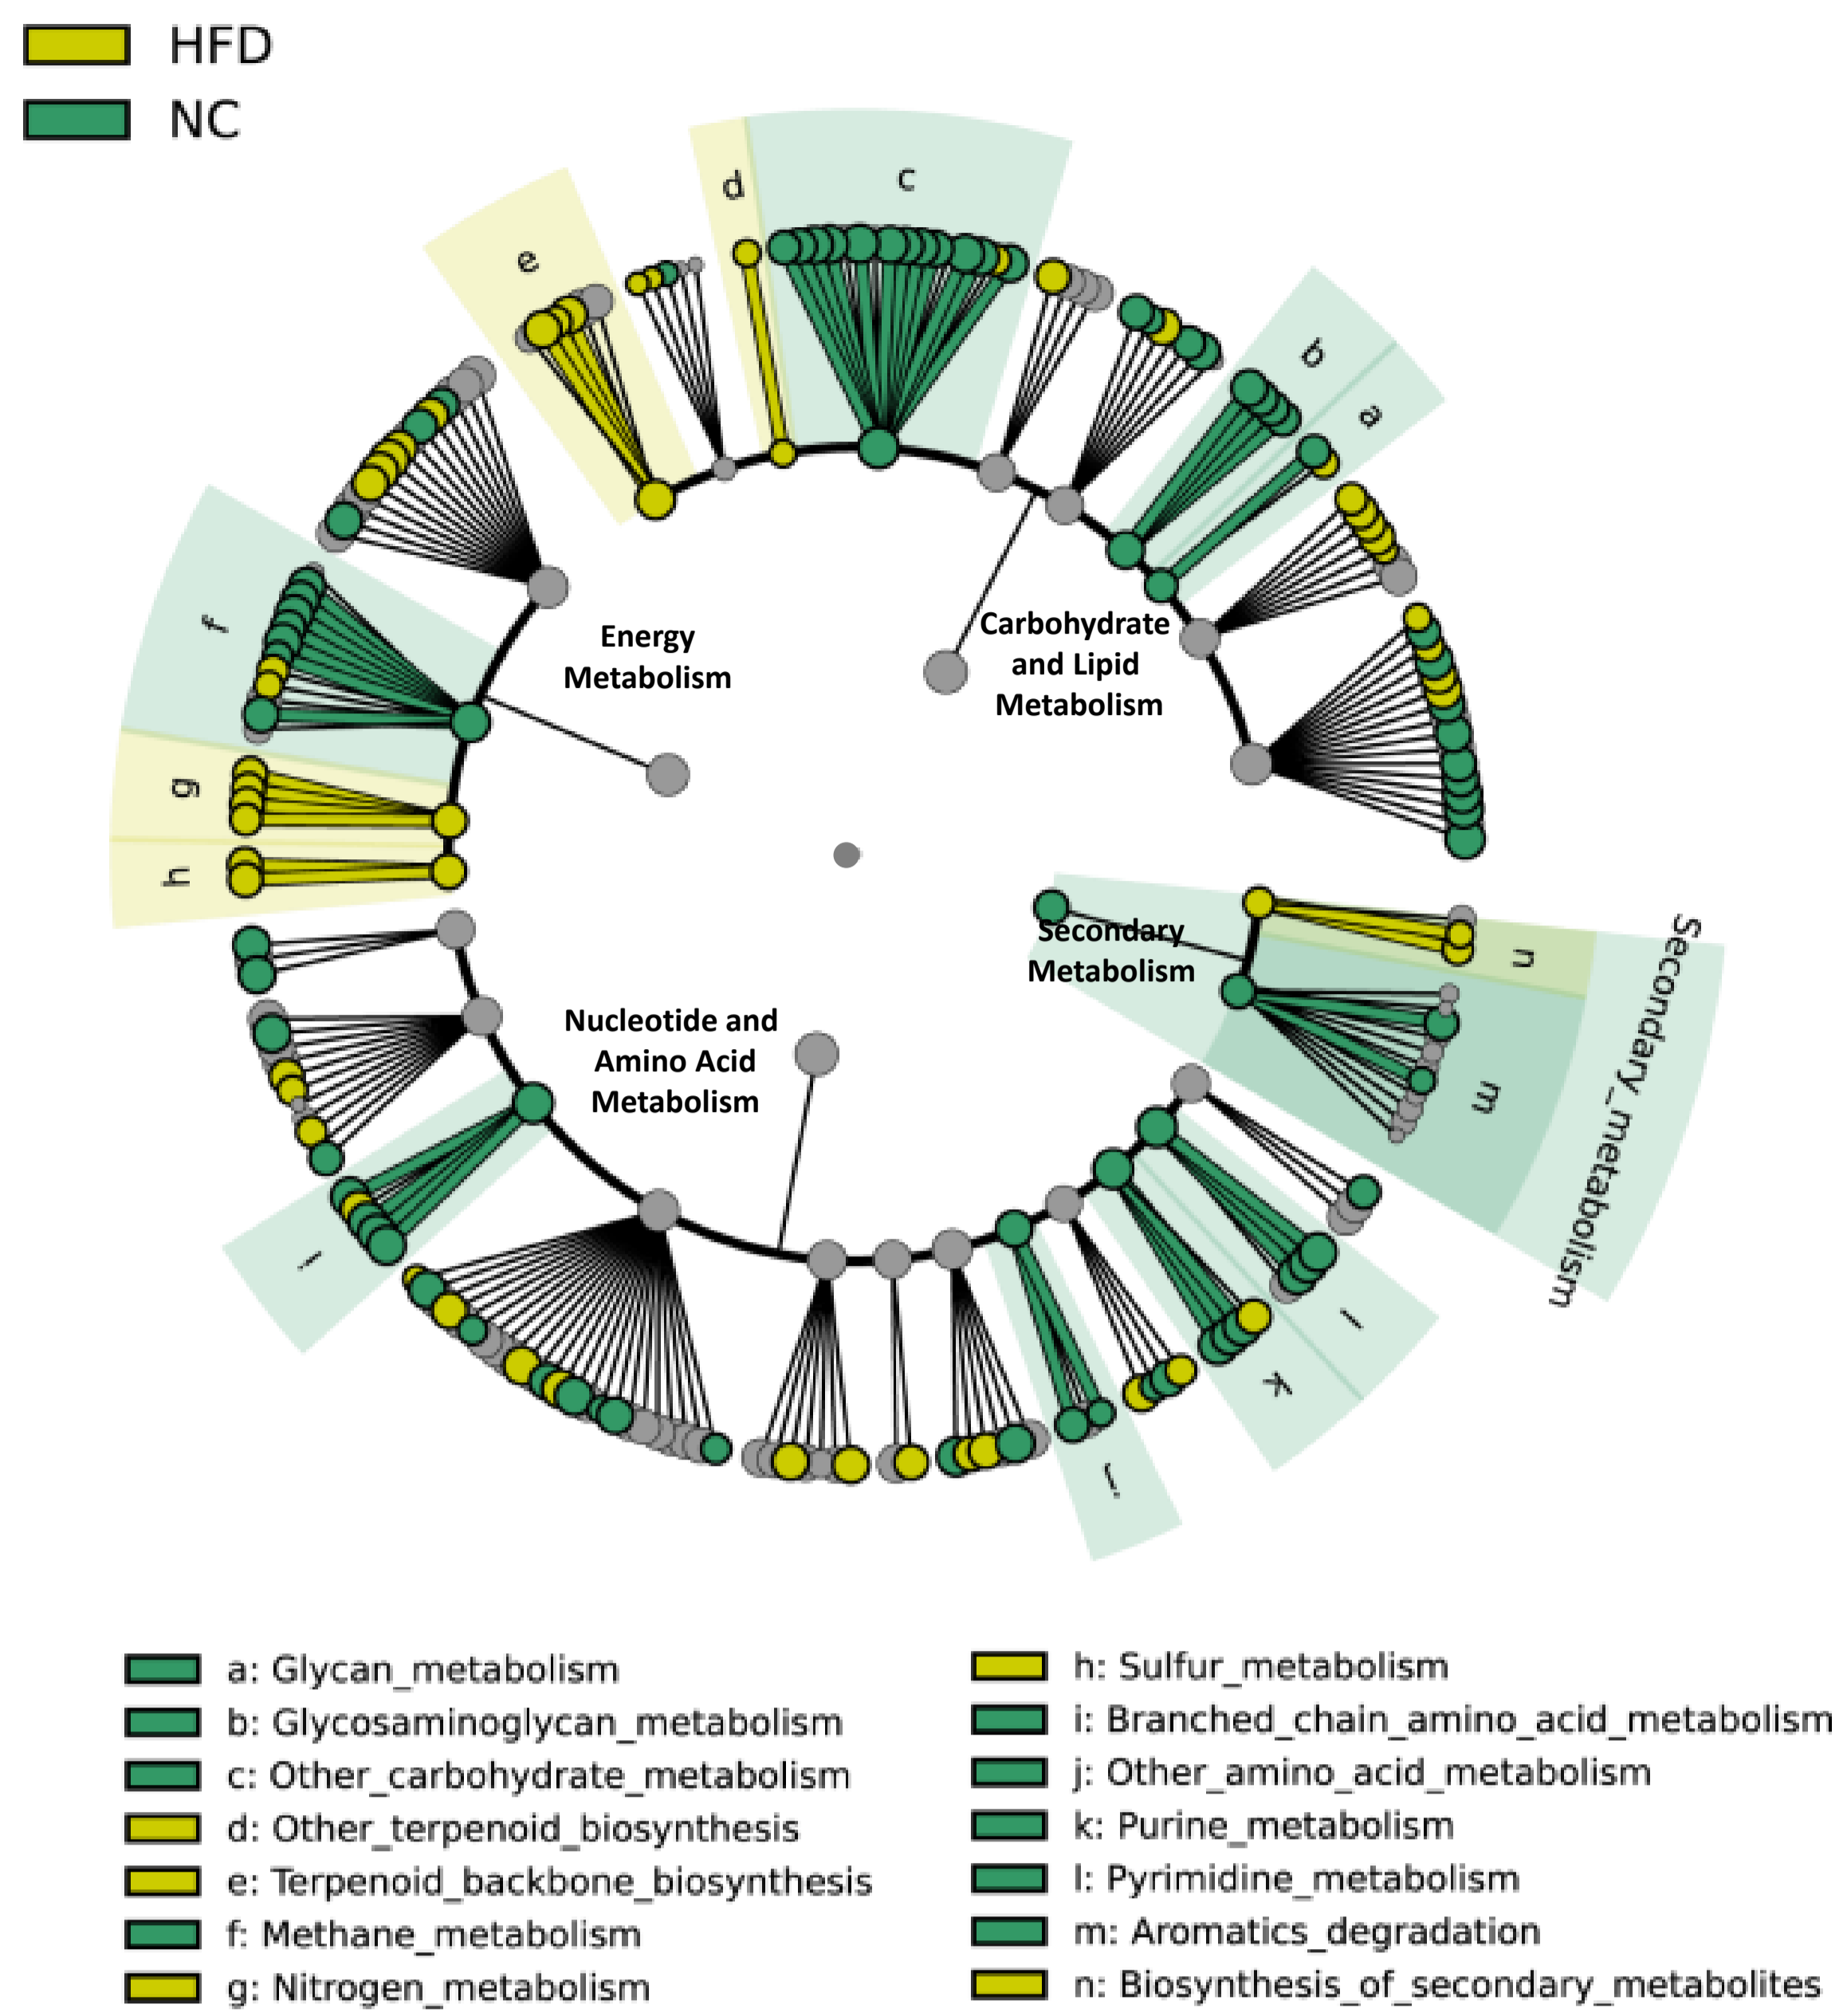 HFD
NC
d
c
e
b
a
f
g
h
Energy
Metabolism
Carbohydrate
and Lipid
Metabolism
Secondary
Metabolism
Nucleotide and
Amino Acid
Metabolism
n
m
Secondary_metabolism
i
l
k
j
a: Glycan_metabolism
b: Glycosaminoglycan_metabolism
c: Other_carbohydrate_metabolism
d: Other_terpenoid_biosynthesis
e: Terpenoid_backbone_biosynthesis
f: Methane_metabolism
g: Nitrogen_metabolism
h: Sulfur_metabolism
i: Branched_chain_amino_acid_metabolism
j: Other_amino_acid_metabolism
k: Purine_metabolism
l: Pyrimidine_metabolism
m: Aromatics_degradation
n: Biosynthesis_of_secondary_metabolites